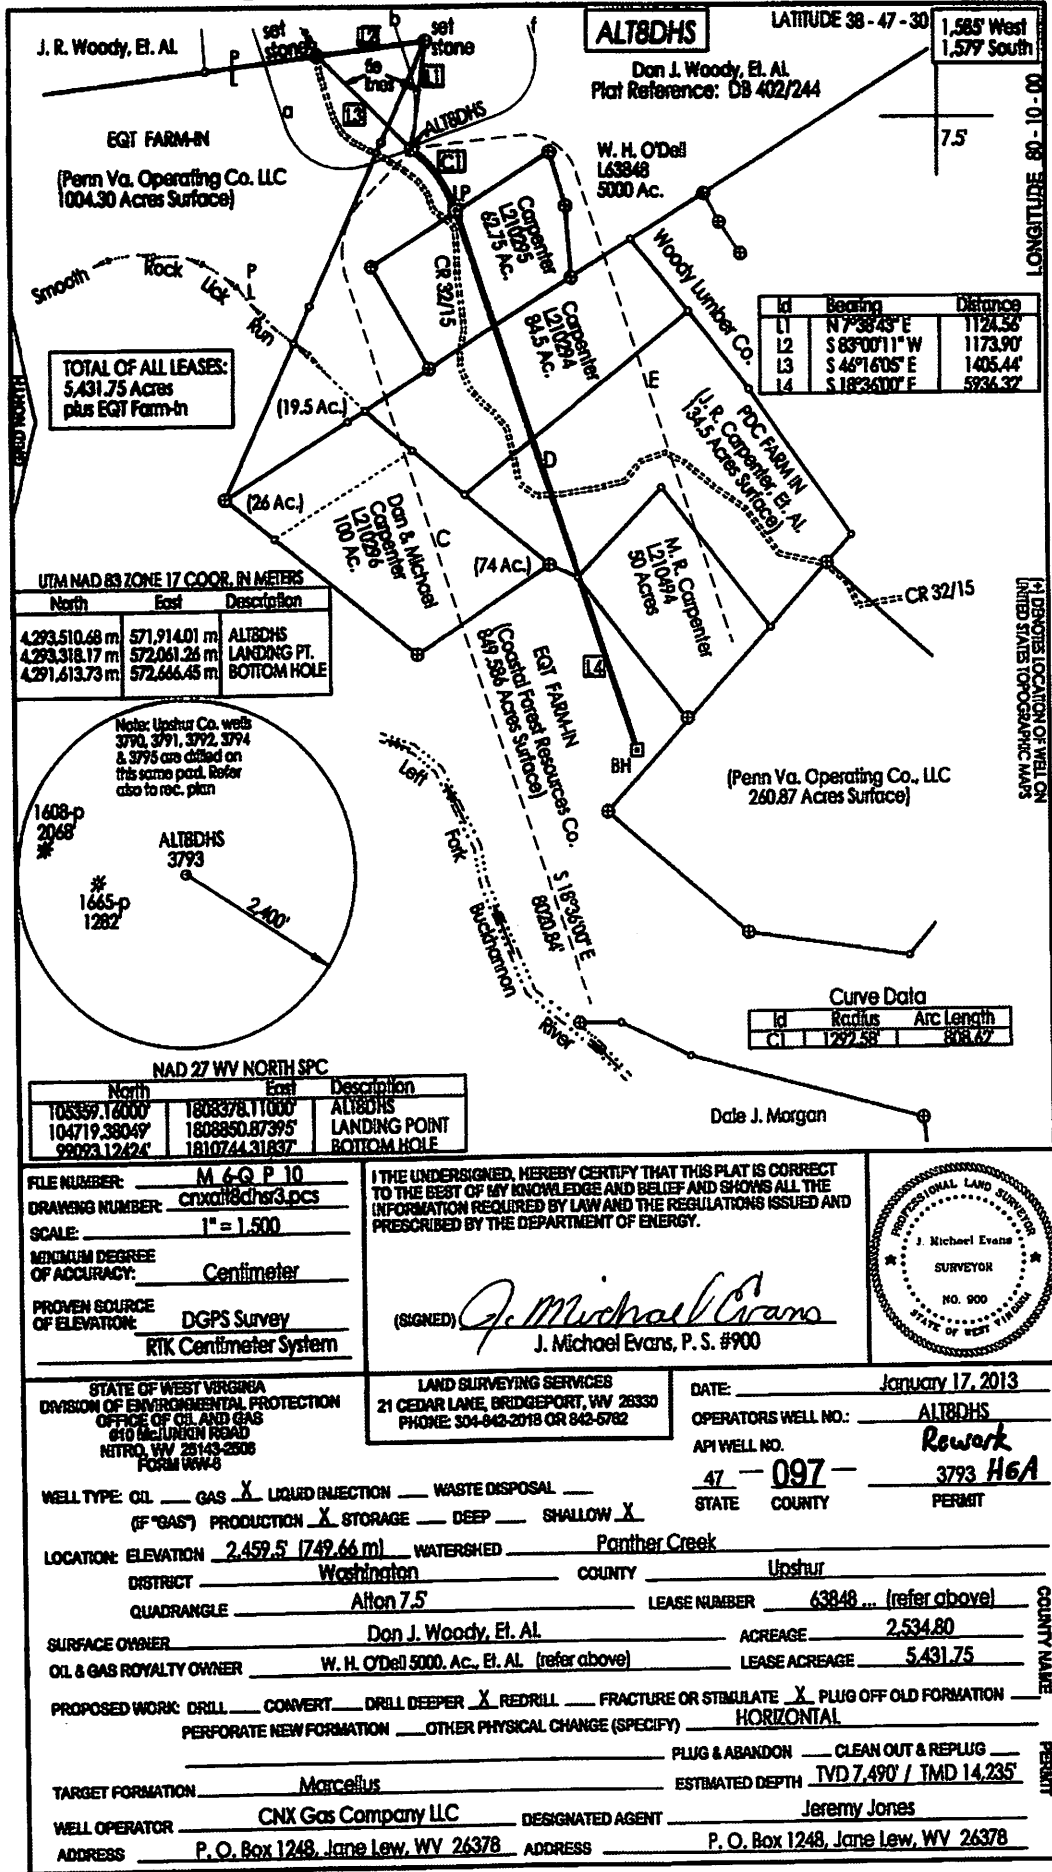 J. R. Woody, Et. Al.
set stone
L2
b
set stone
f
ALT8DHS
LATITUDE 38 - 47 - 30
1,585' West
1,579' South
LONGITUDE 80 - 10 - 00
7.5'
P
tie lines
L1
L3
a
ALT8DHS
C1
LP
Don J. Woody, Et. Al.
Plat Reference: DB 402/244
EQT FARM-IN
(Penn Va. Operating Co. LLC
1004.30 Acres Surface)
W. H. O'Dell
L63848
5000 Ac.
Carpenter
L210295
62.75 Ac.
CR 32/15
Carpenter
L210294
84.5 Ac.
Woody Lumber Co.
Smooth Rock Lick Run
P
L
Id Bearing Distance
L1 N 7°38'43" E 1124.56'
L2 S 83°00'11" W 1173.90'
L3 S 46°16'05" E 1405.44'
L4 S 18°36'00" E 5936.32'
TOTAL OF ALL LEASES:
5,431.75 Acres
plus EQT Farm-In
GRID NORTH
(19.5 Ac.)
E
D
PDC FARM IN
(J. R. Carpenter, Et. Al.
134.5 Acres Surface)
(26 Ac.)
Dan & Michael
Carpenter
L210296
100 Ac.
C
(74 Ac.)
M. R. Carpenter
L210494
50 Acres
CR 32/15
(+) DENOTES LOCATION OF WELL ON
UNITED STATES TOPOGRAPHIC MAPS
UTM NAD 83 ZONE 17 COOR. IN METERS
North East Description
4,293,510.68 m 571,914.01 m ALT8DHS
4,293,318.17 m 572,061.26 m LANDING PT.
4,291,613.73 m 572,666.45 m BOTTOM HOLE
L4
EQT FARM-IN
(Coastal Forest Resources Co.
849.586 Acres Surface)
BH
(Penn Va. Operating Co., LLC
260.87 Acres Surface)
Note: Upshur Co. wells
3790, 3791, 3792, 3794
& 3795 are drilled on
this same pad. Refer
also to rec. plan
1608-p
2068'
ALT8DHS
3793
1665-p
1282'
2,400'
Left Fork Buckhannon River
S 18°36'00" E
8020.84'
Curve Data
Id Radius Arc Length
C1 1292.58' 808.67'
NAD 27 WV NORTH SPC
North East Description
105359.16000' 1808378.11000' ALT8DHS
104719.38049' 1808850.87395' LANDING POINT
99093.12424' 1810744.31837' BOTTOM HOLE
Dale J. Morgan
FILE NUMBER: M 6-Q P 10
DRAWING NUMBER: cnxalt8dhsr3.pcs
SCALE: 1" = 1,500
MINIMUM DEGREE
OF ACCURACY: Centimeter
PROVEN SOURCE
OF ELEVATION: DGPS Survey
RTK Centimeter System
I THE UNDERSIGNED, HEREBY CERTIFY THAT THIS PLAT IS CORRECT
TO THE BEST OF MY KNOWLEDGE AND BELIEF AND SHOWS ALL THE
INFORMATION REQUIRED BY LAW AND THE REGULATIONS ISSUED AND
PRESCRIBED BY THE DEPARTMENT OF ENERGY.
(SIGNED) J. Michael Evans
J. Michael Evans, P. S. #900
PROFESSIONAL LAND SURVEYOR
J. Michael Evans
SURVEYOR
NO. 900
STATE OF WEST VIRGINIA
STATE OF WEST VIRGINIA
DIVISION OF ENVIRONMENTAL PROTECTION
OFFICE OF OIL AND GAS
#10 McJUNKIN ROAD
NITRO, WV 25143-2506
FORM WW-6
LAND SURVEYING SERVICES
21 CEDAR LANE, BRIDGEPORT, WV 26330
PHONE: 304-842-2018 OR 842-5762
DATE: January 17, 2013
OPERATORS WELL NO.: ALT8DHS
Rework
API WELL NO.
47 — 097 — 3793 H6A
STATE COUNTY PERMIT
WELL TYPE: OIL ___ GAS X LIQUID INJECTION ___ WASTE DISPOSAL ___
(IF "GAS") PRODUCTION X STORAGE ___ DEEP ___ SHALLOW X
LOCATION: ELEVATION 2,459.5' (749.66 m) WATERSHED Panther Creek
DISTRICT Washington COUNTY Upshur
QUADRANGLE Alton 7.5' LEASE NUMBER 63848 ... (refer above)
SURFACE OWNER Don J. Woody, Et. Al. ACREAGE 2,534.80
OIL & GAS ROYALTY OWNER W. H. O'Dell 5000. Ac., Et. Al. (refer above) LEASE ACREAGE 5,431.75
PROPOSED WORK: DRILL ___ CONVERT ___ DRILL DEEPER X REDRILL ___ FRACTURE OR STIMULATE X PLUG OFF OLD FORMATION ___
PERFORATE NEW FORMATION ___ OTHER PHYSICAL CHANGE (SPECIFY) HORIZONTAL
PLUG & ABANDON ___ CLEAN OUT & REPLUG ___
TARGET FORMATION Marcellus ESTIMATED DEPTH TVD 7,490' / TMD 14,235'
WELL OPERATOR CNX Gas Company LLC DESIGNATED AGENT Jeremy Jones
ADDRESS P. O. Box 1248, Jane Lew, WV 26378 ADDRESS P. O. Box 1248, Jane Lew, WV 26378
COUNTY NAME
PERMIT